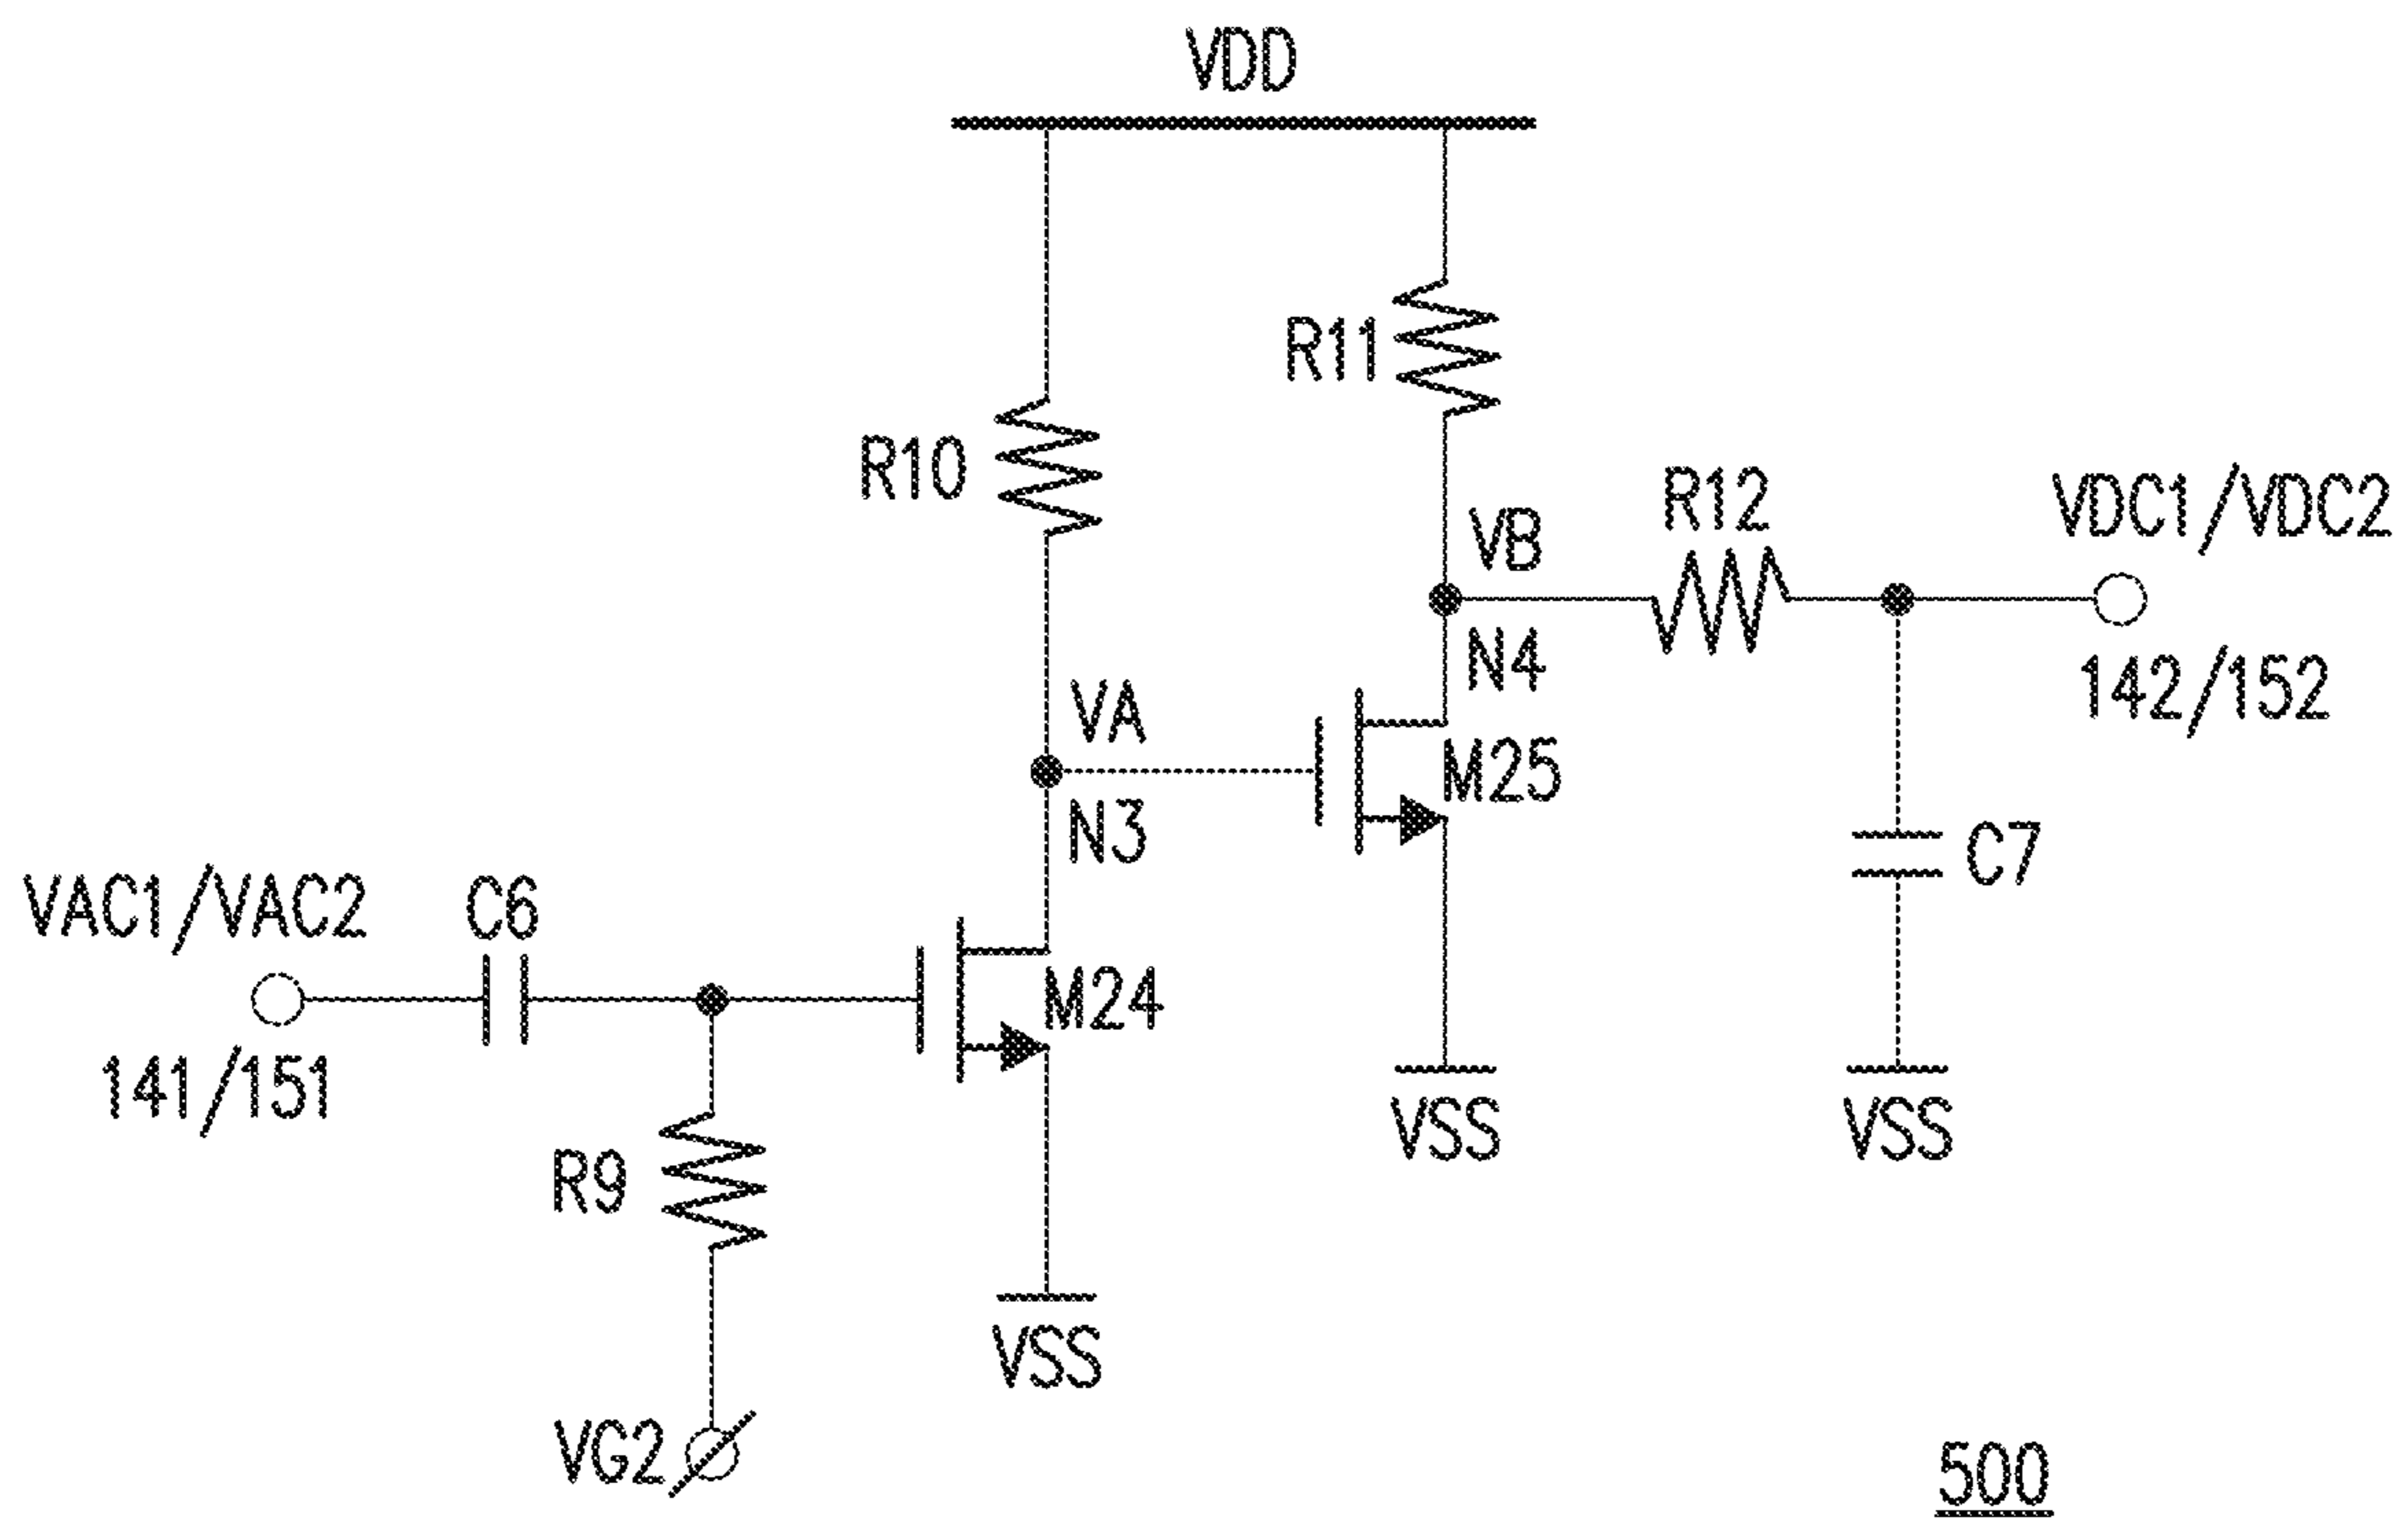 VDD
R11
R10
R12
VDC1/VDC2
VB
N4
142/152
VA
M25
N3
C7
VAC1/VAC2
C6
M24
141/151
VSS
VSS
R9
VSS
VG2
500